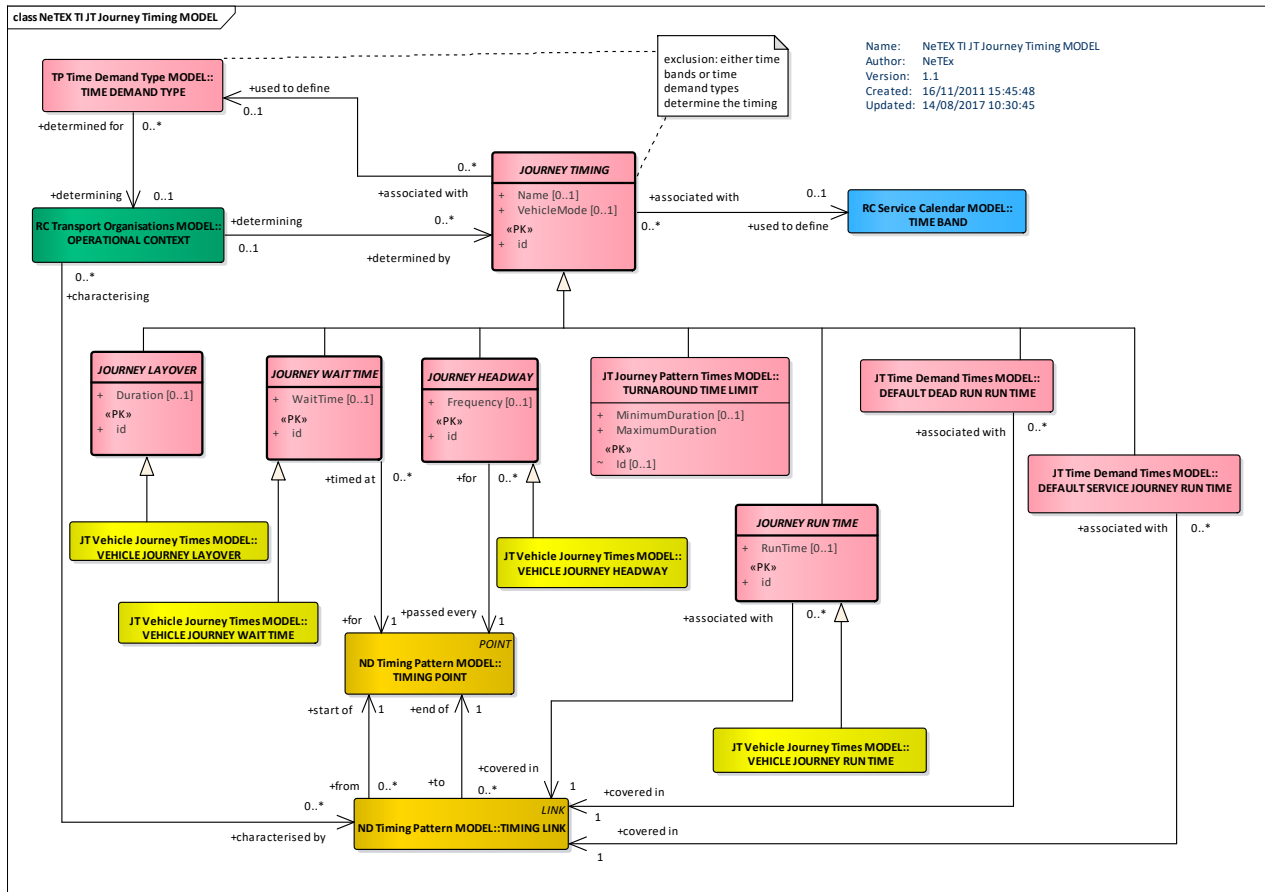 class NeTEX TI JT Journey Timing MODEL
Name: NeTEX TI JT Journey Timing MODEL
Author: NeTEx
Version: 1.1
Created: 16/11/2011 15:45:48
Updated: 14/08/2017 10:30:45
exclusion: either time
bands or time
demand types
determine the timing
TP Time Demand Type MODEL::
TIME DEMAND TYPE
+used to define
0..1
+determined for
0..*
0..*
+associated with
JOURNEY TIMING
+ Name [0..1]
+ VehicleMode [0..1]
«PK»
+ id
+associated with
0..*
0..1
+used to define
RC Service Calendar MODEL::
TIME BAND
+determining
0..1
RC Transport Organisations MODEL::
OPERATIONAL CONTEXT
+determining
0..1
0..*
+determined by
0..*
+characterising
JOURNEY LAYOVER
+ Duration [0..1]
«PK»
+ id
JOURNEY WAIT TIME
+ WaitTime [0..1]
«PK»
+ id
JOURNEY HEADWAY
+ Frequency [0..1]
«PK»
+ id
JT Journey Pattern Times MODEL::
TURNAROUND TIME LIMIT
+ MinimumDuration [0..1]
+ MaximumDuration
«PK»
~ Id [0..1]
JT Time Demand Times MODEL::
DEFAULT DEAD RUN RUN TIME
+associated with
0..*
JT Time Demand Times MODEL::
DEFAULT SERVICE JOURNEY RUN TIME
+associated with
0..*
+timed at
0..*
+for
0..*
JOURNEY RUN TIME
+ RunTime [0..1]
«PK»
+ id
+associated with
0..*
JT Vehicle Journey Times MODEL::
VEHICLE JOURNEY LAYOVER
JT Vehicle Journey Times MODEL::
VEHICLE JOURNEY HEADWAY
JT Vehicle Journey Times MODEL::
VEHICLE JOURNEY WAIT TIME
+for
1
+passed every
1
POINT
ND Timing Pattern MODEL::
TIMING POINT
+start of
1
+end of
1
JT Vehicle Journey Times MODEL::
VEHICLE JOURNEY RUN TIME
+from
0..*
+to
0..*
+covered in
1
0..*
+characterised by
LINK
ND Timing Pattern MODEL::TIMING LINK
+covered in
1
+covered in
1